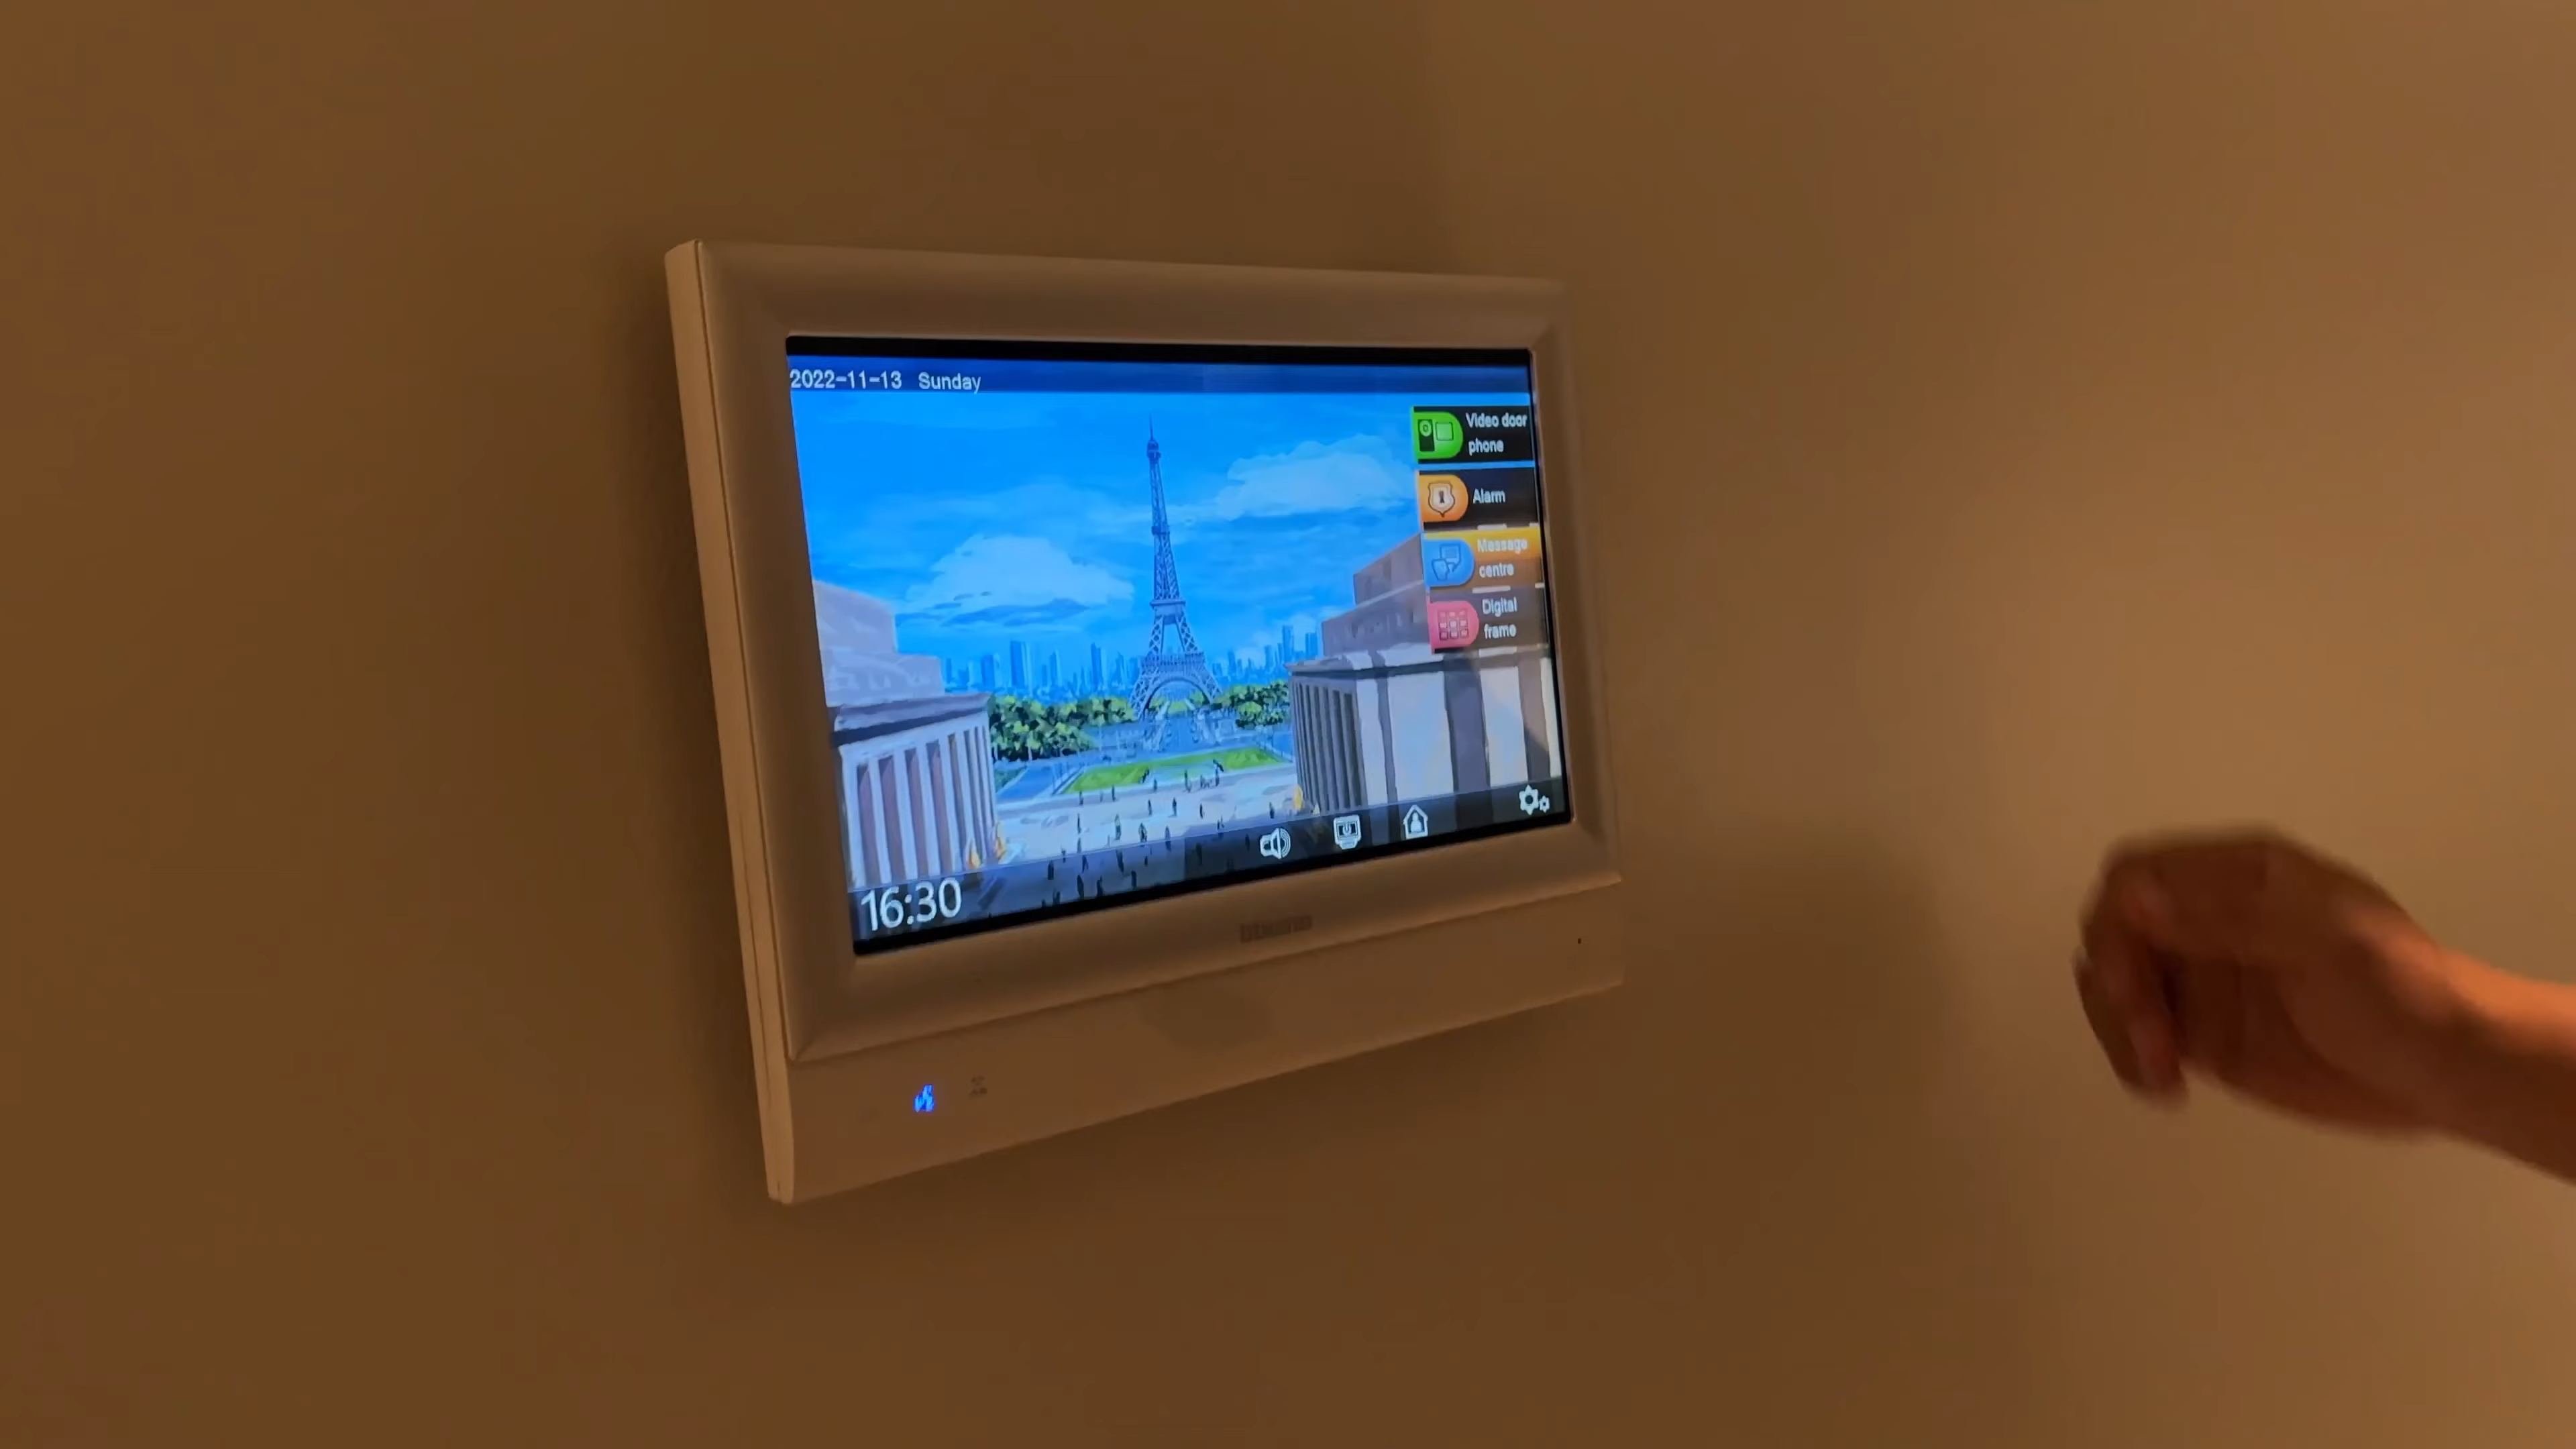 2022-11-13 Sunday
Video door
phone
Alarm
Message
centre
Digital
frame
16:30